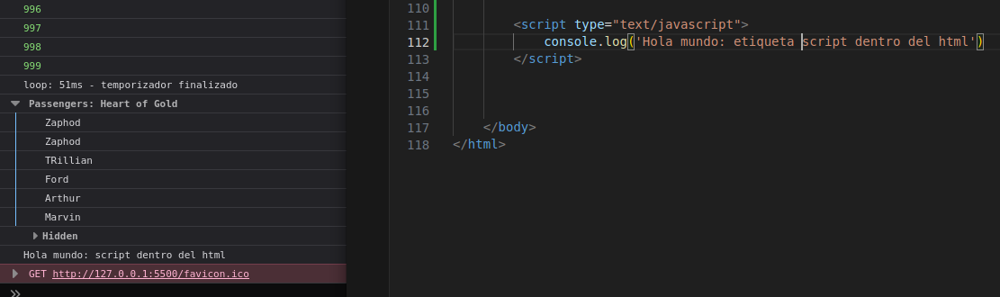 996
997
998
999
loop: 51ms - temporizador finalizado
Passengers: Heart of Gold
Zaphod
Zaphod
TRillian
Ford
Arthur
Marvin
Hidden
Hola mundo: script dentro del html
GET http://127.0.0.1:5500/favicon.ico
»
110
111 <script type="text/javascript">
112 console.log('Hola mundo: etiqueta script dentro del html')
113 </script>
114
115
116
117 </body>
118 </html>